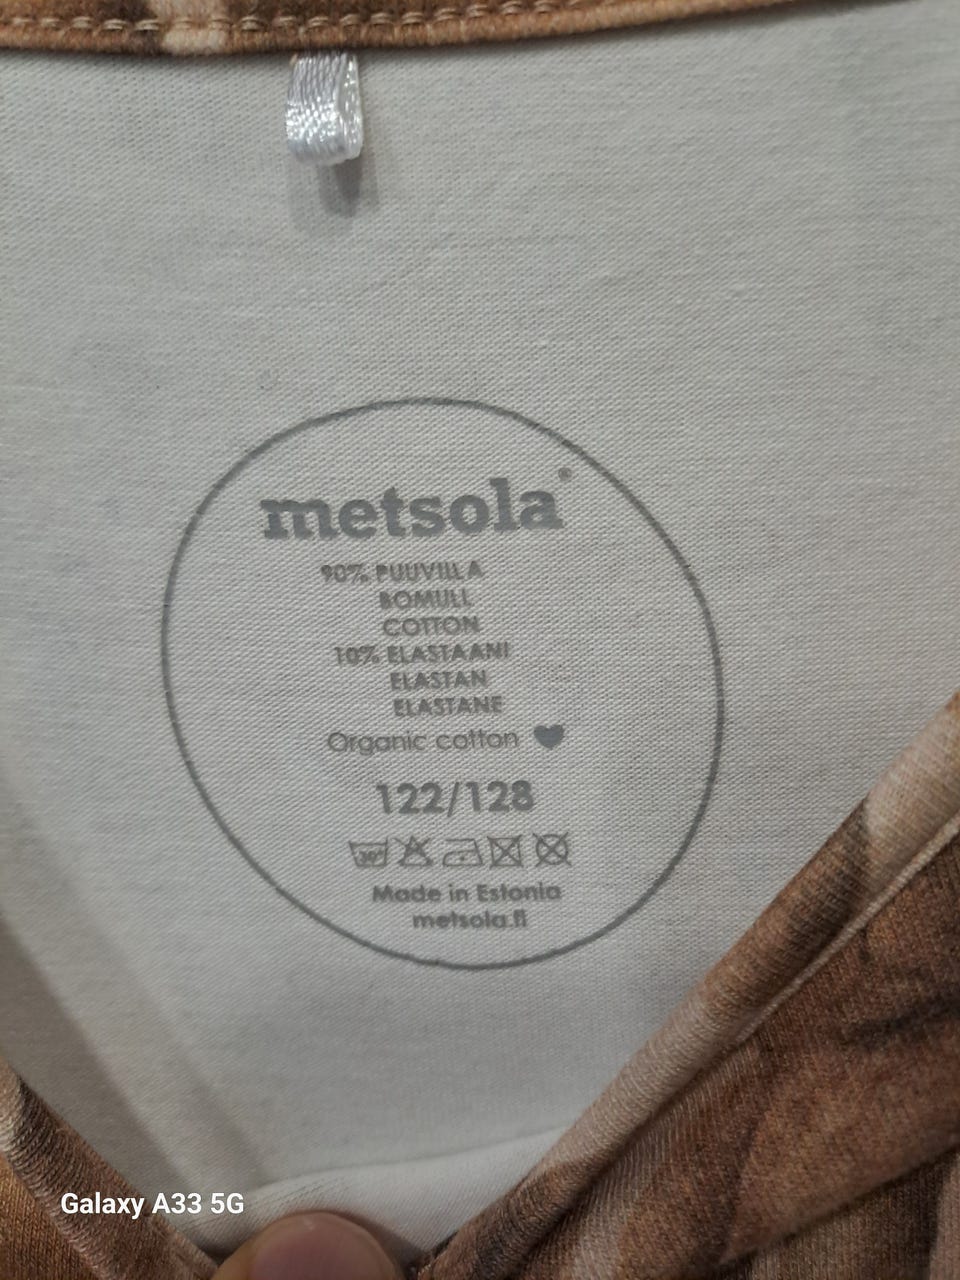 metsola®
90% PUUVILLA
BOMULL
COTTON
10% ELASTAANI
ELASTAN
ELASTANE
Organic cotton
122/128
30°
Made in Estonia
metsola.fi
Galaxy A33 5G